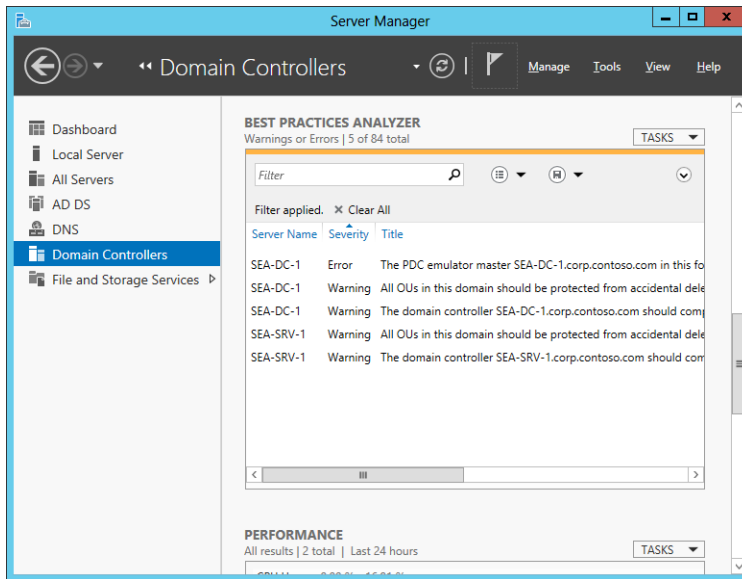 Server Manager
Domain Controllers
Manage Tools View Help
Dashboard
Local Server
All Servers
AD DS
DNS
Domain Controllers
File and Storage Services
BEST PRACTICES ANALYZER
Warnings or Errors | 5 of 84 total
TASKS
Filter
Filter applied. Clear All
Server Name Severity Title
SEA-DC-1 Error The PDC emulator master SEA-DC-1.corp.contoso.com in this fo
SEA-DC-1 Warning All OUs in this domain should be protected from accidental dele
SEA-DC-1 Warning The domain controller SEA-DC-1.corp.contoso.com should comp
SEA-SRV-1 Warning All OUs in this domain should be protected from accidental dele
SEA-SRV-1 Warning The domain controller SEA-SRV-1.corp.contoso.com should com
PERFORMANCE
All results | 2 total | Last 24 hours
TASKS